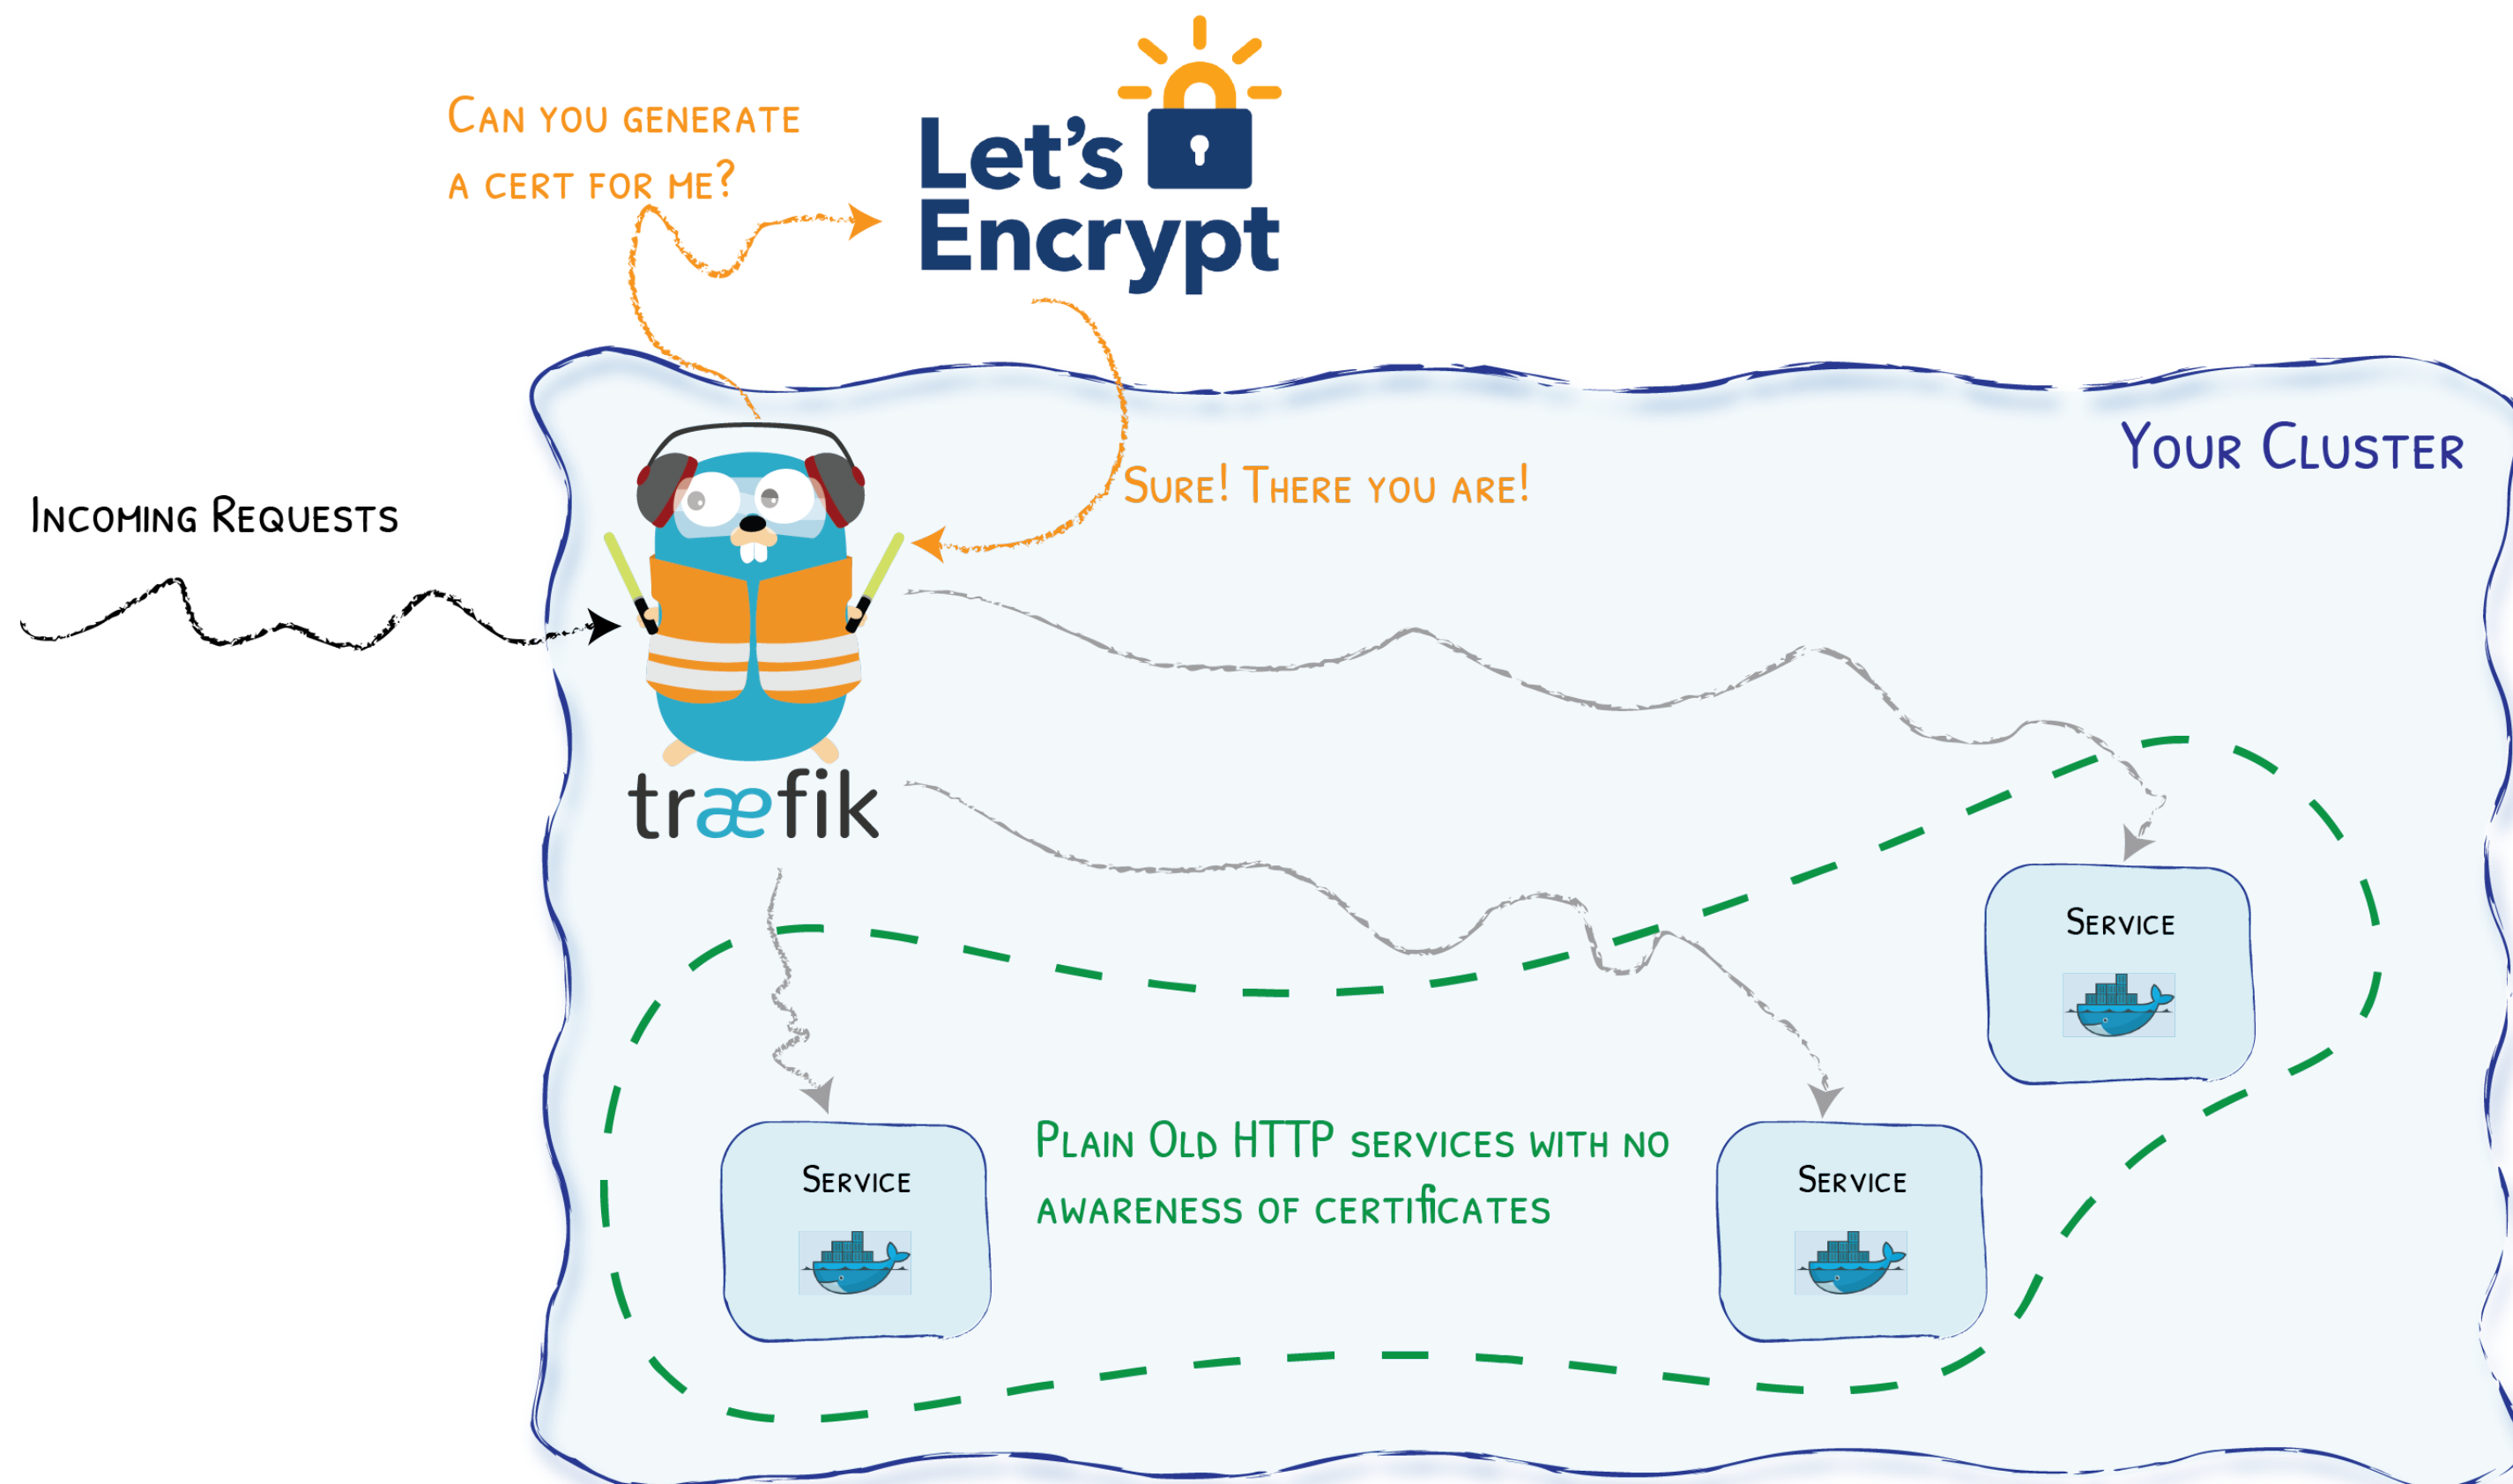 Can you generate
a cert for me?
Let's
Encrypt
Your Cluster
Sure! There you are!
Incoming Requests
træfik
Service
Plain Old HTTP services with no
awareness of certificates
Service
Service